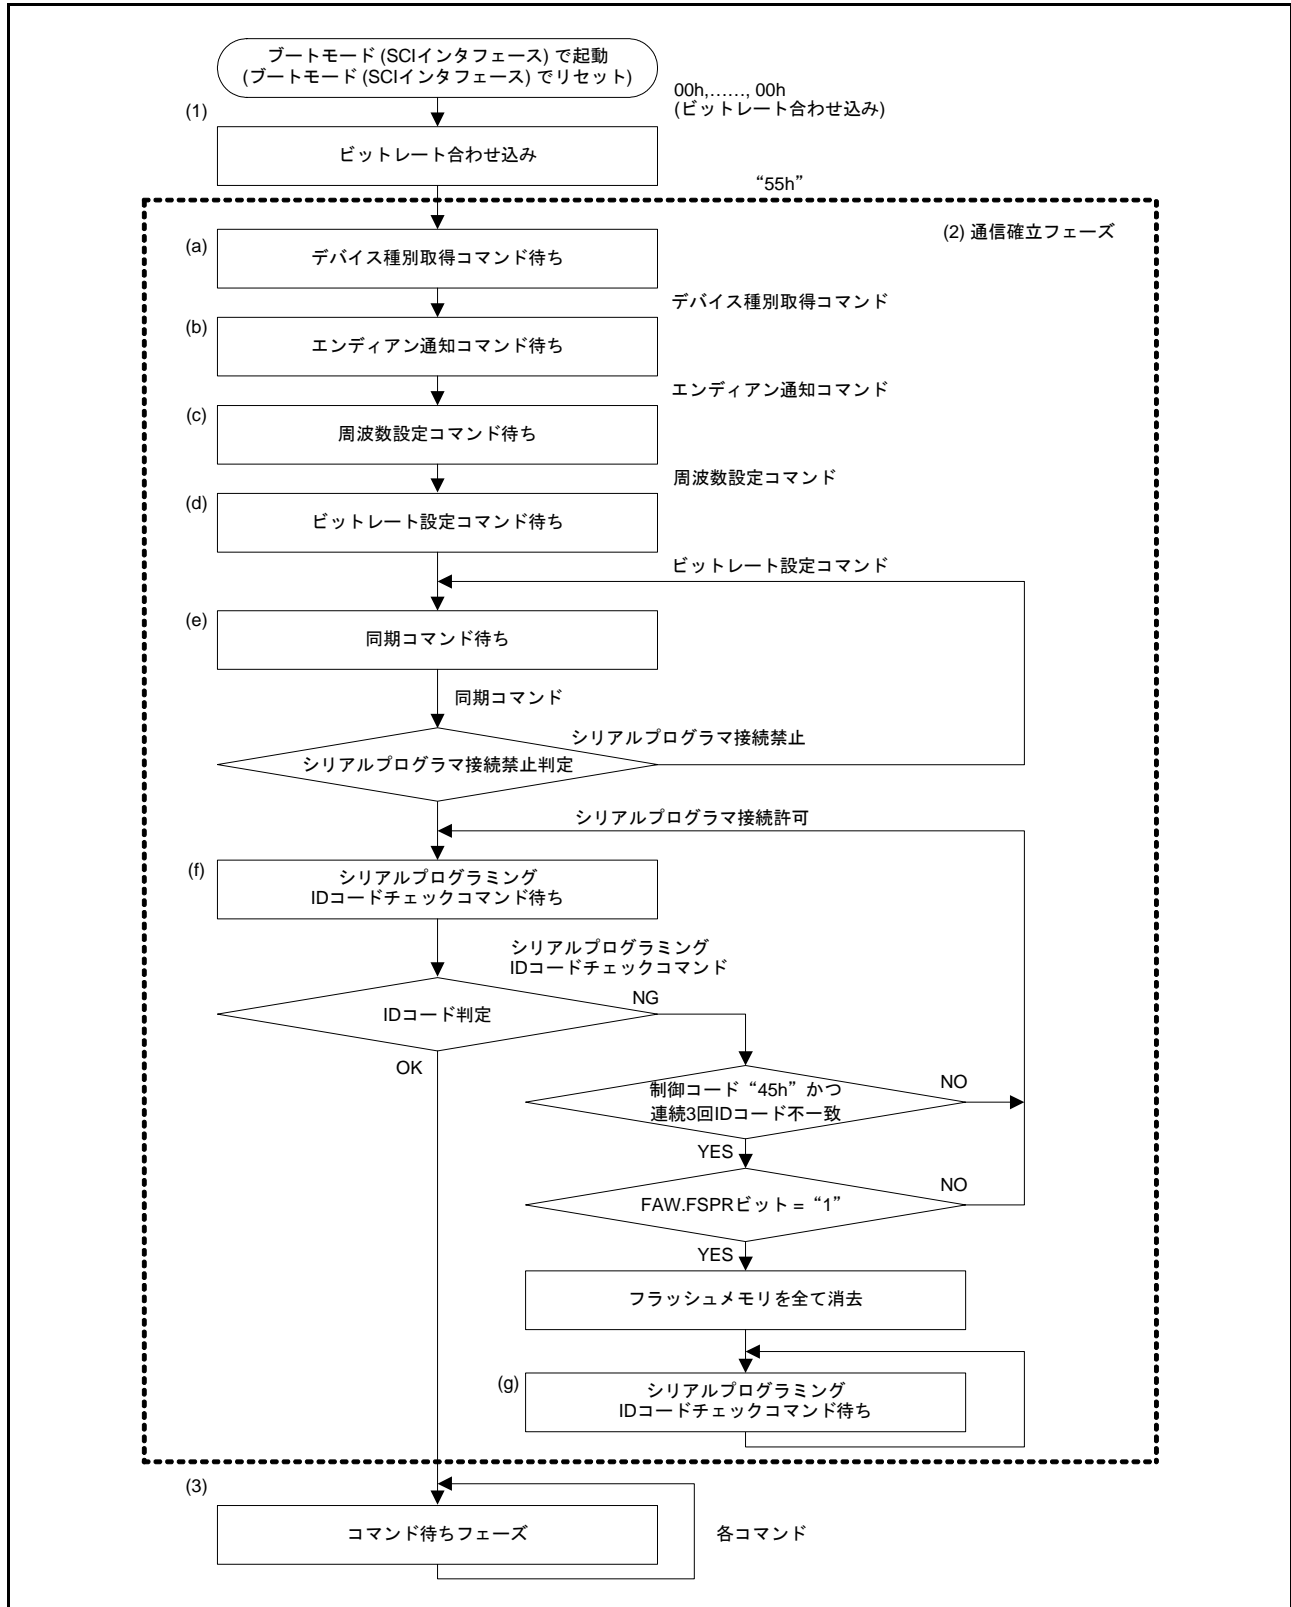 ブートモード (SCIインタフェース) で起動
(ブートモード (SCIインタフェース) でリセット)
00h,……, 00h
(ビットレート合わせ込み)
(1)
ビットレート合わせ込み
“55h”
(2) 通信確立フェーズ
(a)
デバイス種別取得コマンド待ち
デバイス種別取得コマンド
(b)
エンディアン通知コマンド待ち
エンディアン通知コマンド
(c)
周波数設定コマンド待ち
周波数設定コマンド
(d)
ビットレート設定コマンド待ち
ビットレート設定コマンド
(e)
同期コマンド待ち
同期コマンド
シリアルプログラマ接続禁止
シリアルプログラマ接続禁止判定
シリアルプログラマ接続許可
(f)
シリアルプログラミング
IDコードチェックコマンド待ち
シリアルプログラミング
IDコードチェックコマンド
NG
IDコード判定
OK
制御コード“45h”かつ
連続3回IDコード不一致
NO
YES
FAW.FSPRビット = “1”
NO
YES
フラッシュメモリを全て消去
(g)
シリアルプログラミング
IDコードチェックコマンド待ち
(3)
コマンド待ちフェーズ
各コマンド